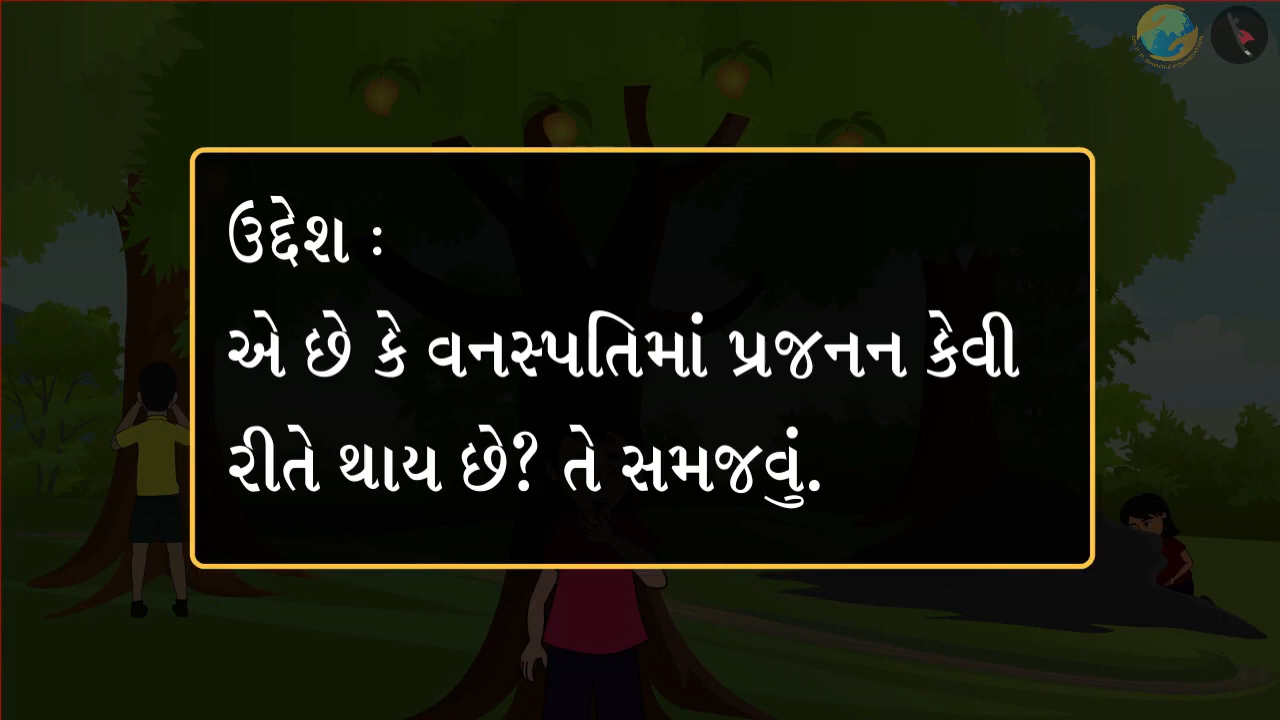 ઉદ્દેશ :
એ છે કે વનસ્પતિમાં પ્રજનન કેવી
રીતે થાય છે? તે સમજવું.